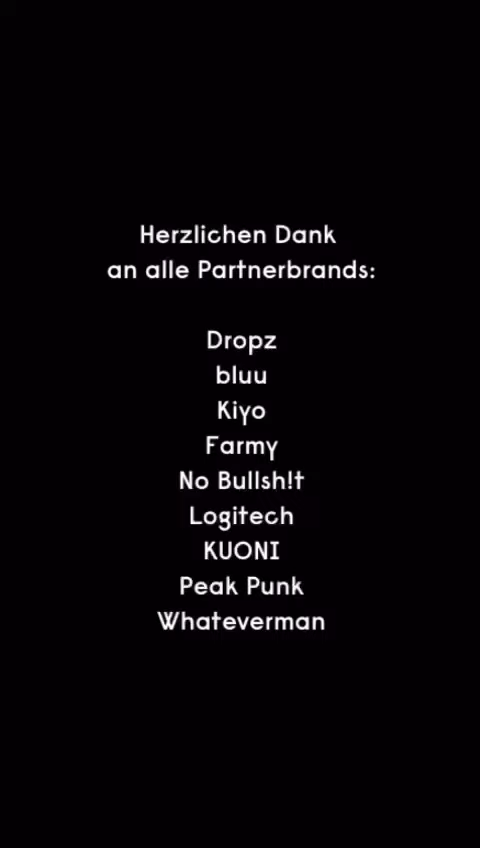 Herzlichen Dank
an alle Partnerbrands:
Dropz
bluu
Kiyo
Farmy
No Bullsh!t
Logitech
KUONI
Peak Punk
Whateverman